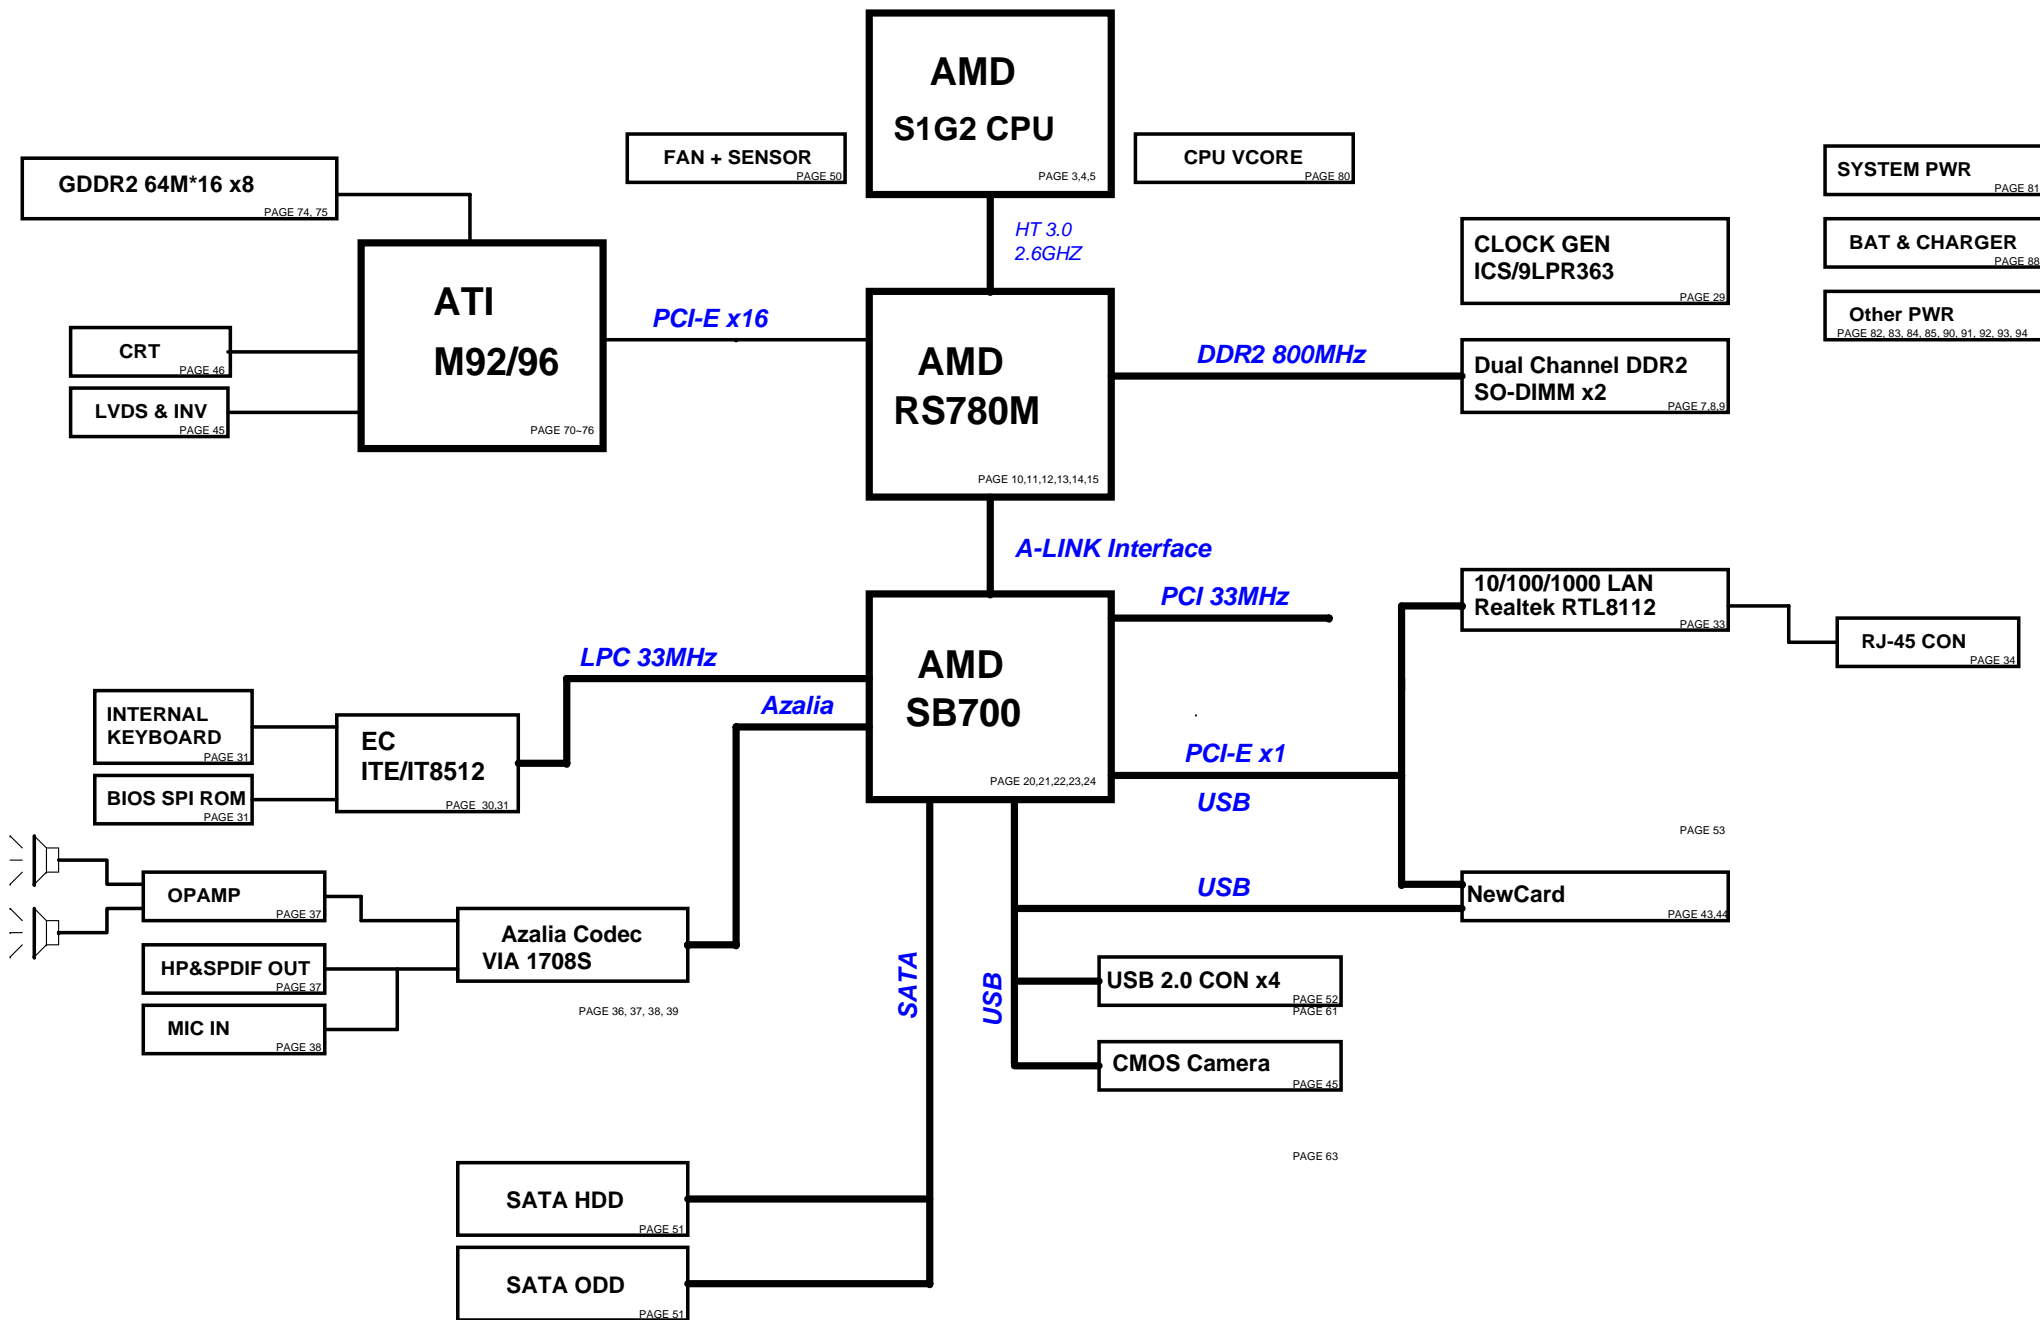 AMD
S1G2 CPU
PAGE 3,4,5
FAN + SENSOR
PAGE 50
CPU VCORE
PAGE 80
SYSTEM PWR
PAGE 81
GDDR2 64M*16 x8
PAGE 74, 75
HT 3.0
2.6GHZ
CLOCK GEN
ICS/9LPR363
PAGE 29
BAT & CHARGER
PAGE 88
Other PWR
PAGE 82, 83, 84, 85, 90, 91, 92, 93, 94
ATI
M92/96
PAGE 70~76
CRT
PAGE 46
LVDS & INV
PAGE 45
PCI-E x16
AMD
RS780M
PAGE 10,11,12,13,14,15
DDR2 800MHz
Dual Channel DDR2
SO-DIMM x2
PAGE 7,8,9
A-LINK Interface
AMD
SB700
PAGE 20,21,22,23,24
PCI 33MHz
10/100/1000 LAN
Realtek RTL8112
PAGE 33
RJ-45 CON
PAGE 34
LPC 33MHz
Azalia
INTERNAL
KEYBOARD
PAGE 31
EC
ITE/IT8512
PAGE 30,31
BIOS SPI ROM
PAGE 31
PCI-E x1
USB
PAGE 53
OPAMP
PAGE 37
Azalia Codec
VIA 1708S
PAGE 36, 37, 38, 39
HP&SPDIF OUT
PAGE 37
MIC IN
PAGE 38
USB
NewCard
PAGE 43,44
SATA
USB
USB 2.0 CON x4
PAGE 52
PAGE 61
CMOS Camera
PAGE 45
PAGE 63
SATA HDD
PAGE 51
SATA ODD
PAGE 51